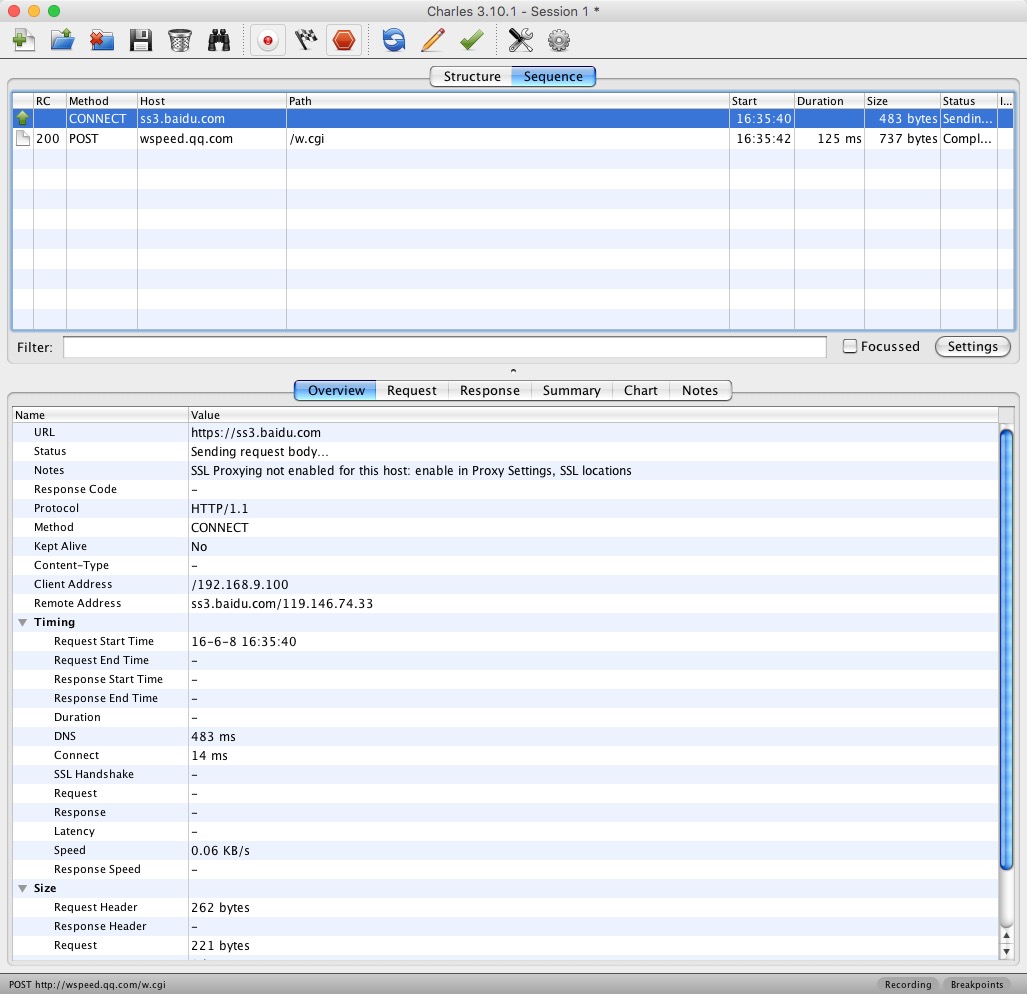 Charles 3.10.1 - Session 1 *
Structure Sequence
RC Method Host Path Start Duration Size Status I...
CONNECT ss3.baidu.com 16:35:40 483 bytes Sendin...
200 POST wspeed.qq.com /w.cgi 16:35:42 125 ms 737 bytes Compl...
Filter: Focussed Settings
Overview Request Response Summary Chart Notes
Name Value
URL https://ss3.baidu.com
Status Sending request body...
Notes SSL Proxying not enabled for this host: enable in Proxy Settings, SSL locations
Response Code -
Protocol HTTP/1.1
Method CONNECT
Kept Alive No
Content-Type -
Client Address /192.168.9.100
Remote Address ss3.baidu.com/119.146.74.33
Timing
Request Start Time 16-6-8 16:35:40
Request End Time -
Response Start Time -
Response End Time -
Duration -
DNS 483 ms
Connect 14 ms
SSL Handshake -
Request -
Response -
Latency -
Speed 0.06 KB/s
Response Speed -
Size
Request Header 262 bytes
Response Header -
Request 221 bytes
POST http://wspeed.qq.com/w.cgi Recording Breakpoints